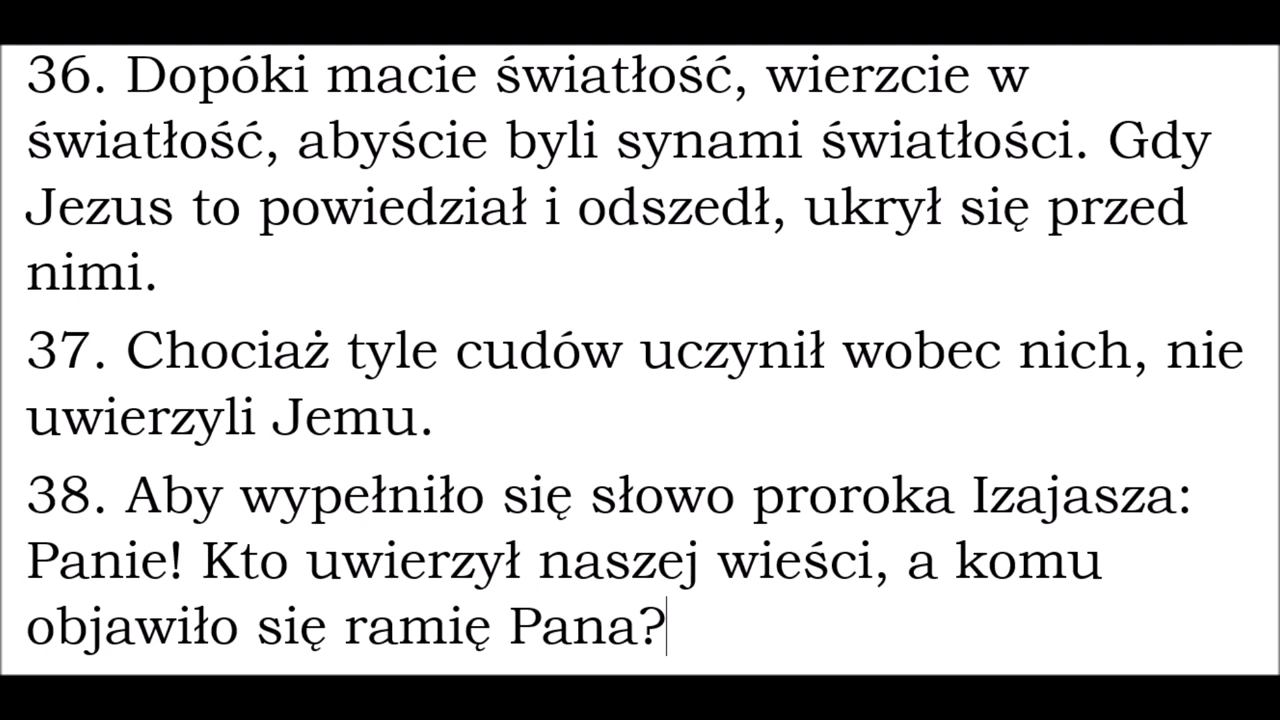 36. Dopóki macie światłość, wierzcie w
światłość, abyście byli synami światłości. Gdy
Jezus to powiedział i odszedł, ukrył się przed
nimi.
37. Chociaż tyle cudów uczynił wobec nich, nie
uwierzyli Jemu.
38. Aby wypełniło się słowo proroka Izajasza:
Panie! Kto uwierzył naszej wieści, a komu
objawiło się ramię Pana?